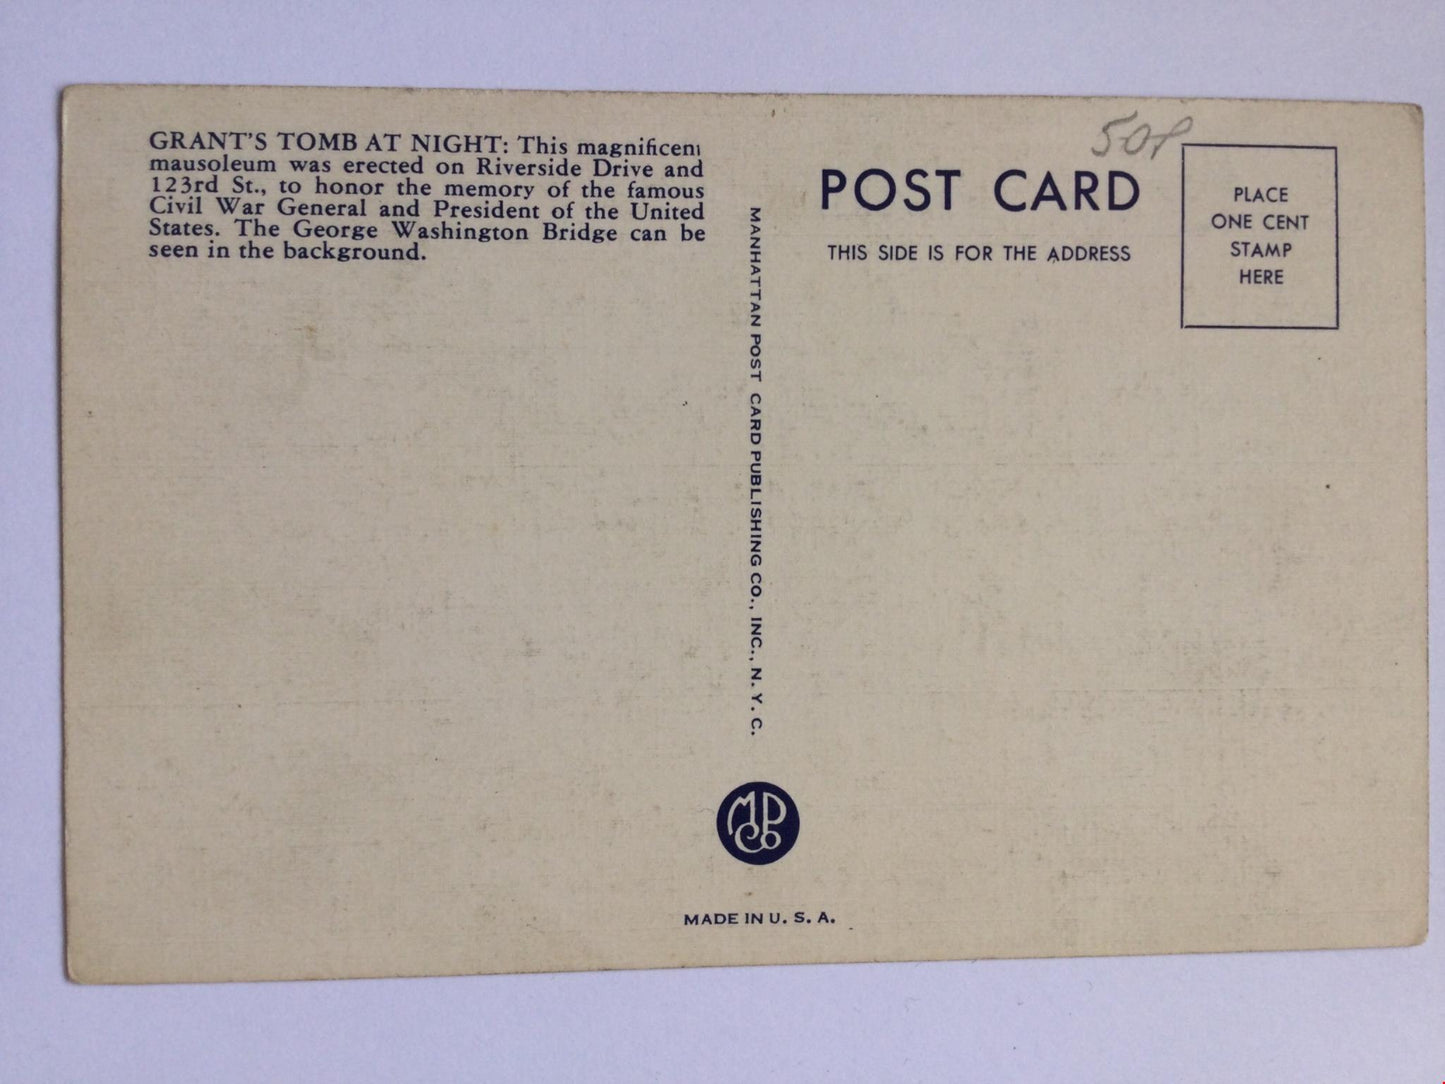 GRANT'S TOMB AT NIGHT: This magnificent
mausoleum was erected on Riverside Drive and
123rd St., to honor the memory of the famous
Civil War General and President of the United
States. The George Washington Bridge can be
seen in the background.
MANHATTAN POST CARD PUBLISHING CO., INC., N. Y. C.
MPCo
MADE IN U. S. A.
50p
POST CARD
THIS SIDE IS FOR THE ADDRESS
PLACE
ONE CENT
STAMP
HERE